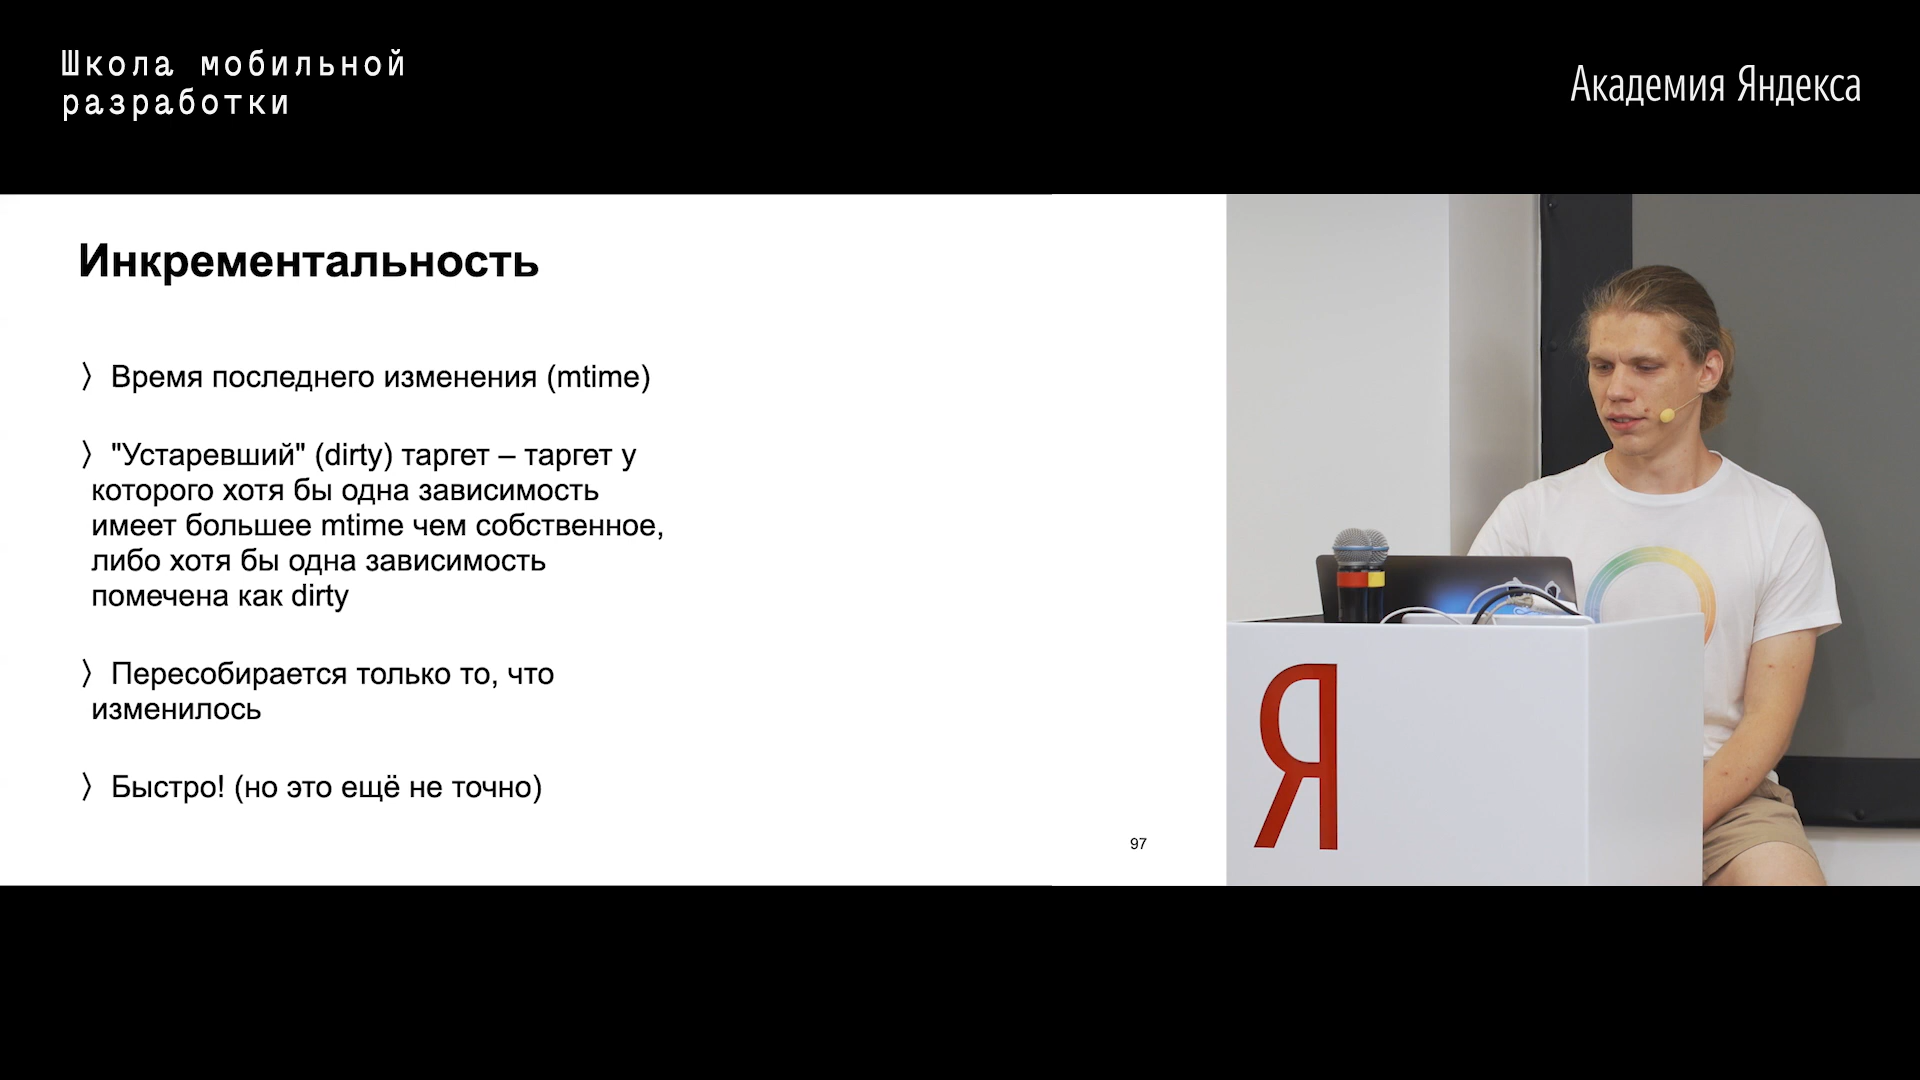 Школа мобильной
разработки
Академия Яндекса
Инкрементальность
〉Время последнего изменения (mtime)
〉"Устаревший" (dirty) таргет – таргет у
которого хотя бы одна зависимость
имеет большее mtime чем собственное,
либо хотя бы одна зависимость
помечена как dirty
〉Пересобирается только то, что
изменилось
〉Быстро! (но это ещё не точно)
97
Я